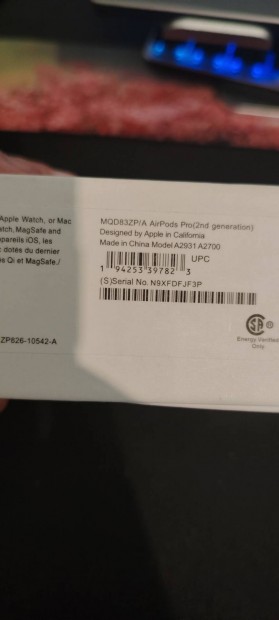 Apple Watch, or Mac
atch, MagSafe and
pareils iOS, les
dotés du dernier
s Qi et MagSafe./
ZP626-10542-A
MQD83ZP/A AirPods Pro(2nd generation)
Designed by Apple in California
Made in China Model A2931 A2700
UPC
1 94253 39782 3
(S)Serial No. N9XFDFJF3P
Energy Verified
Only